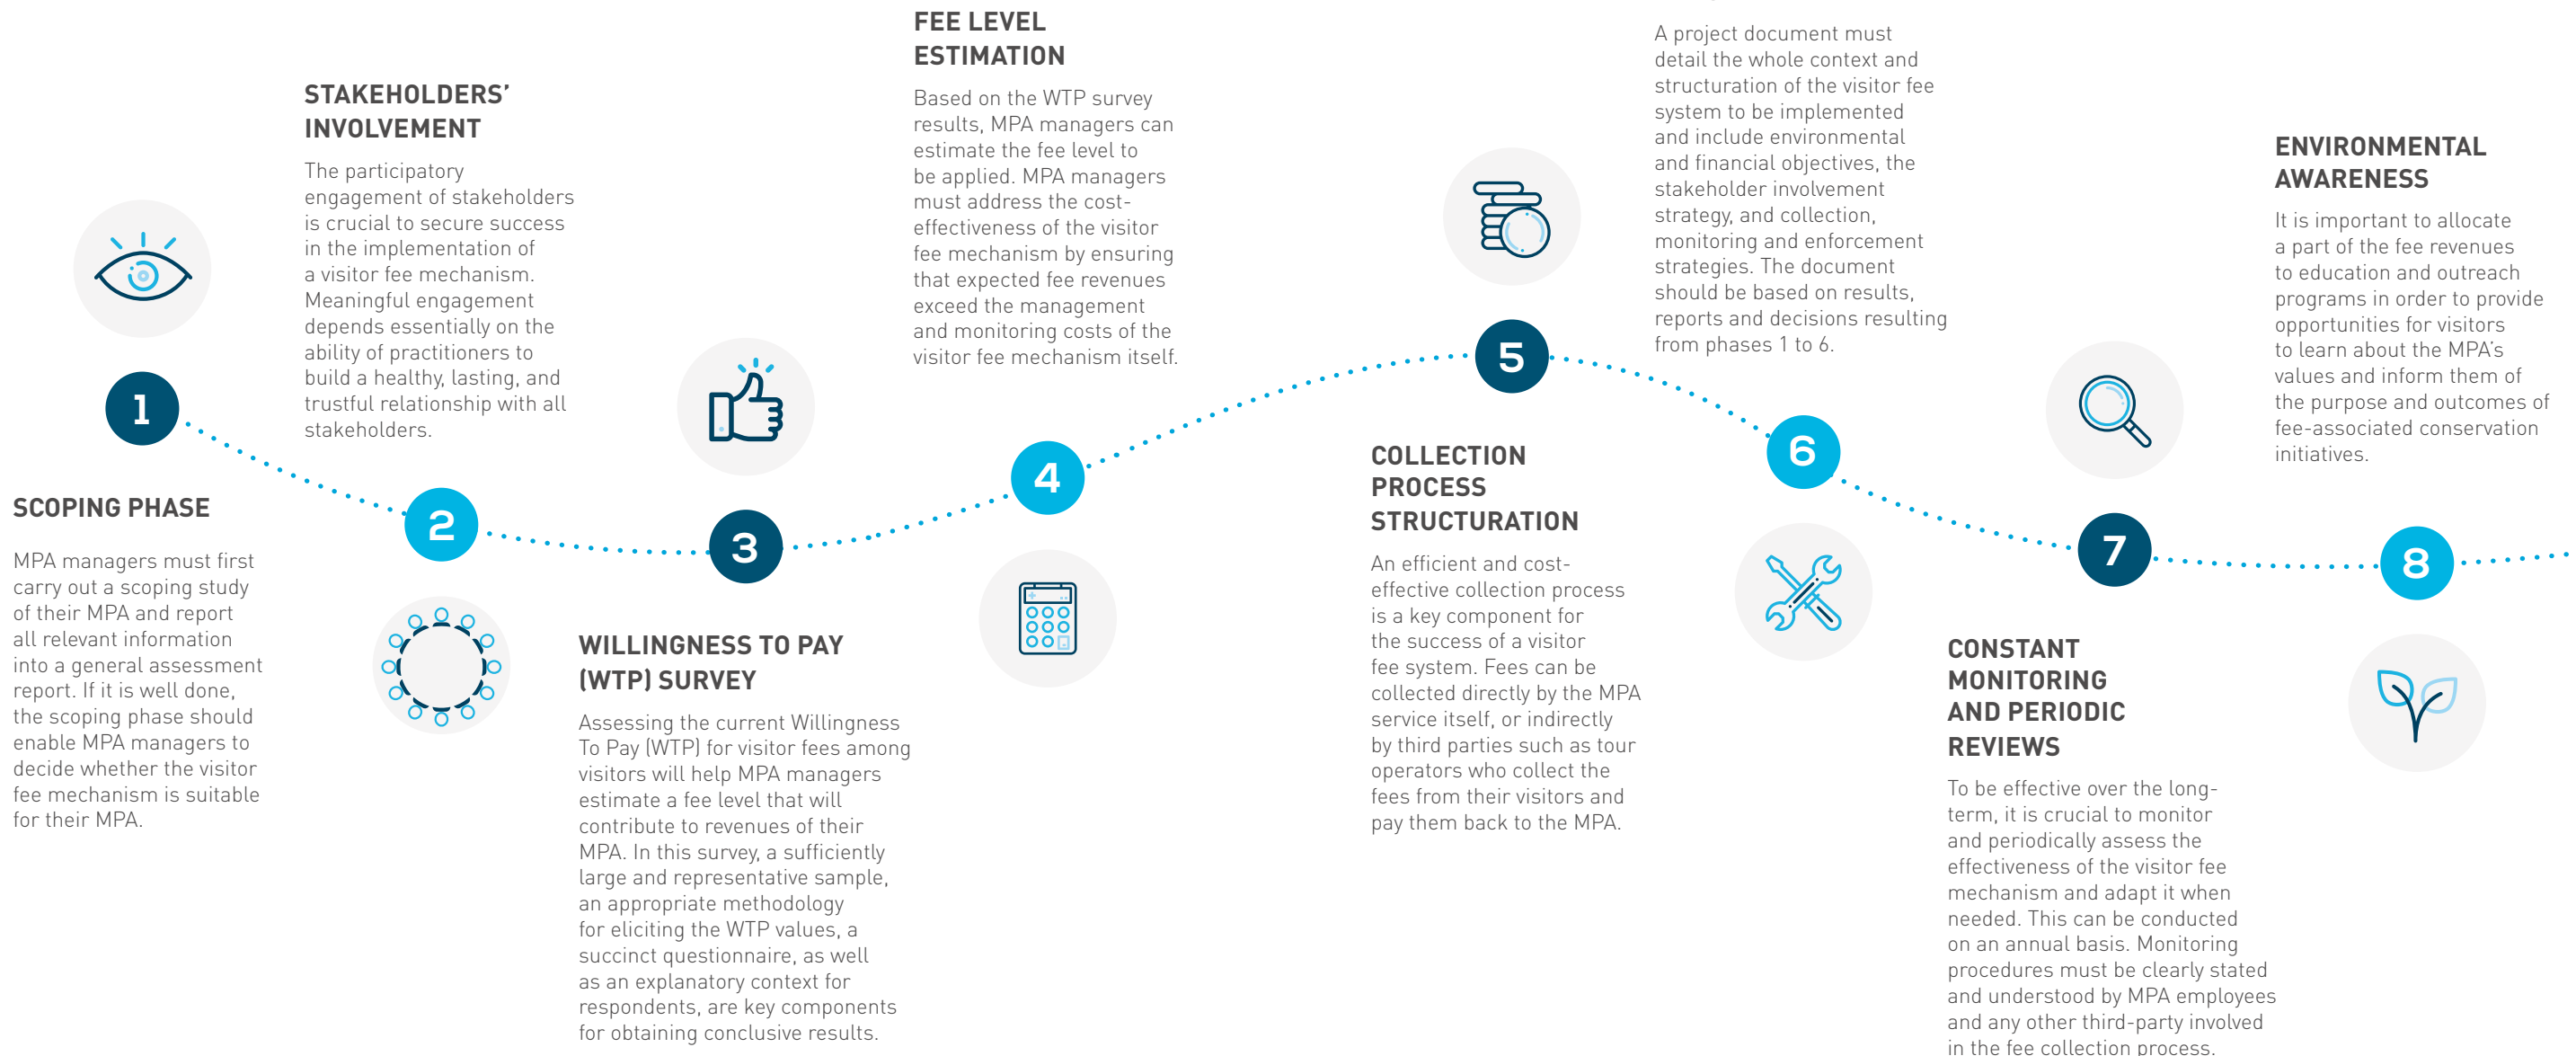 1
SCOPING PHASE
MPA managers must first
carry out a scoping study
of their MPA and report
all relevant information
into a general assessment
report. If it is well done,
the scoping phase should
enable MPA managers to
decide whether the visitor
fee mechanism is suitable
for their MPA.
STAKEHOLDERS’
INVOLVEMENT
The participatory
engagement of stakeholders
is crucial to secure success
in the implementation of
a visitor fee mechanism.
Meaningful engagement
depends essentially on the
ability of practitioners to
build a healthy, lasting, and
trustful relationship with all
stakeholders.
2
3
WILLINGNESS TO PAY
(WTP) SURVEY
Assessing the current Willingness
To Pay (WTP) for visitor fees among
visitors will help MPA managers
estimate a fee level that will
contribute to revenues of their
MPA. In this survey, a sufficiently
large and representative sample,
an appropriate methodology
for eliciting the WTP values, a
succinct questionnaire, as well
as an explanatory context for
respondents, are key components
for obtaining conclusive results.
FEE LEVEL
ESTIMATION
Based on the WTP survey
results, MPA managers can
estimate the fee level to
be applied. MPA managers
must address the cost-
effectiveness of the visitor
fee mechanism by ensuring
that expected fee revenues
exceed the management
and monitoring costs of the
visitor fee mechanism itself.
4
5
COLLECTION
PROCESS
STRUCTURATION
An efficient and cost-
effective collection process
is a key component for
the success of a visitor
fee system. Fees can be
collected directly by the MPA
service itself, or indirectly
by third parties such as tour
operators who collect the
fees from their visitors and
pay them back to the MPA.
A project document must
detail the whole context and
structuration of the visitor fee
system to be implemented
and include environmental
and financial objectives, the
stakeholder involvement
strategy, and collection,
monitoring and enforcement
strategies. The document
should be based on results,
reports and decisions resulting
from phases 1 to 6.
6
7
CONSTANT
MONITORING
AND PERIODIC
REVIEWS
To be effective over the long-
term, it is crucial to monitor
and periodically assess the
effectiveness of the visitor fee
mechanism and adapt it when
needed. This can be conducted
on an annual basis. Monitoring
procedures must be clearly stated
and understood by MPA employees
and any other third-party involved
in the fee collection process.
ENVIRONMENTAL
AWARENESS
It is important to allocate
a part of the fee revenues
to education and outreach
programs in order to provide
opportunities for visitors
to learn about the MPA’s
values and inform them of
the purpose and outcomes of
fee-associated conservation
initiatives.
8